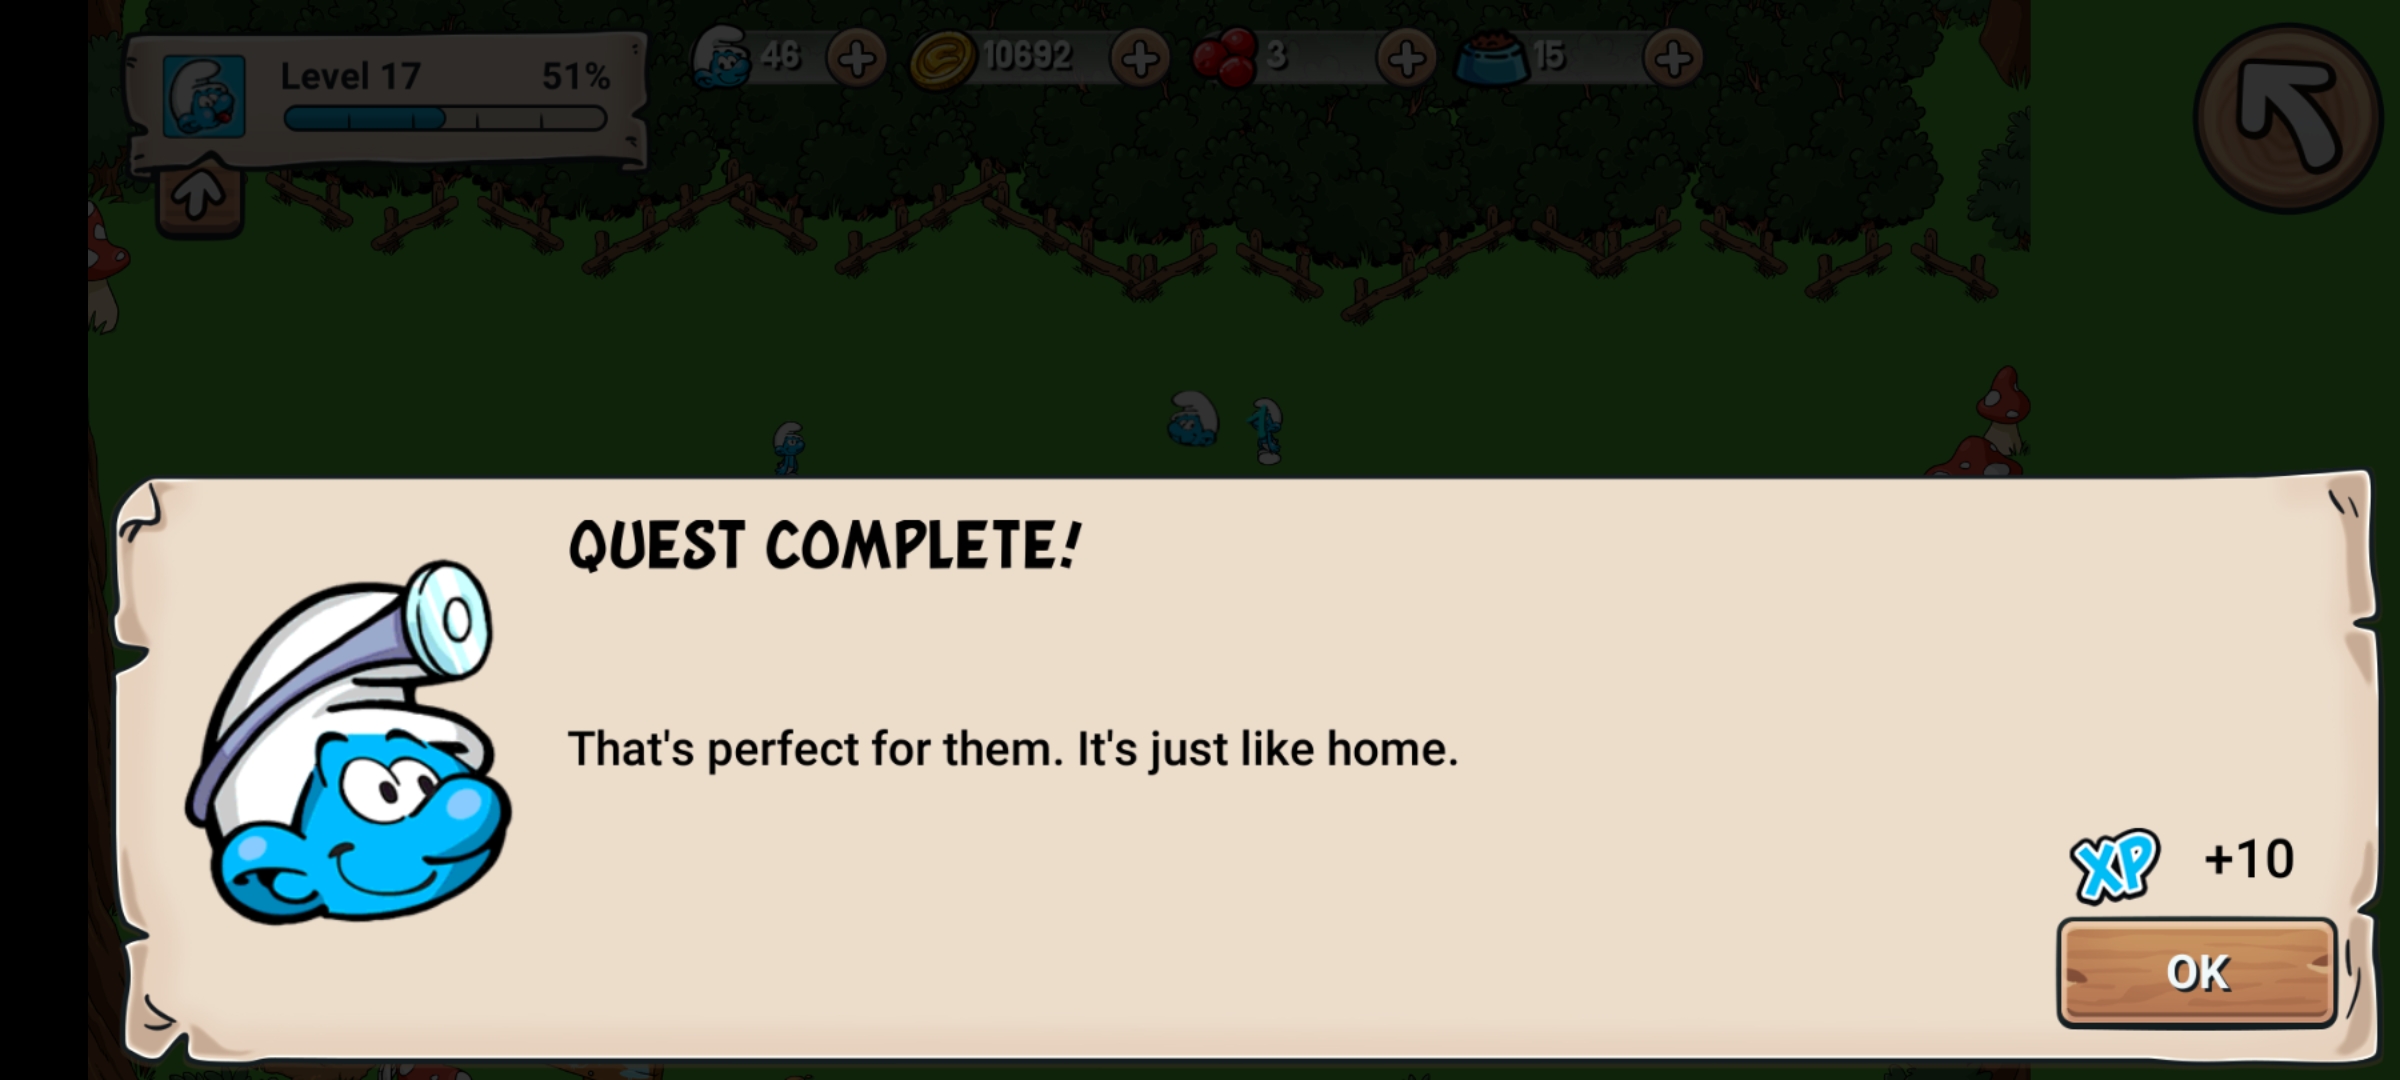 Level 17 51%
46 10692 3 15
QUEST COMPLETE!
That's perfect for them. It's just like home.
XP +10
OK